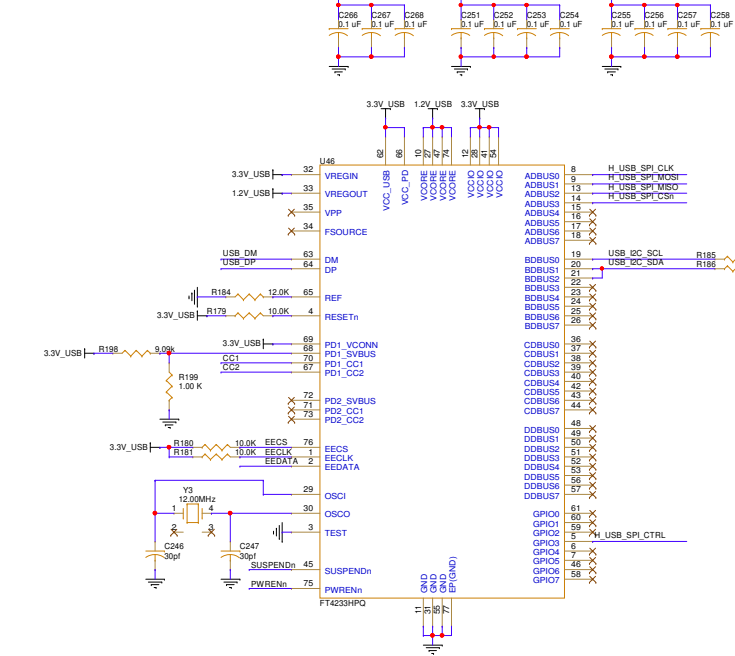 C266 C267 C268 C251 C252 C253 C254 C255 C256 C257 C258
0.1 uF 0.1 uF 0.1 uF 0.1 uF 0.1 uF 0.1 uF 0.1 uF 0.1 uF 0.1 uF 0.1 uF 0.1 uF
3.3V_USB 1.2V_USB 3.3V_USB
62 66 10 27 47 74 12 28 41 54
VCC_USB VCC_PD VCORE VCORE VCORE VCORE VCCIO VCCIO VCCIO VCCIO
U46
3.3V_USB 32 VREGIN
1.2V_USB 33 VREGOUT
35 VPP
34 FSOURCE
USB_DM 63 DM
USB_DP 64 DP
R184 12.0K 65 REF
3.3V_USB R179 10.0K 4 RESETn
3.3V_USB 69 PD1_VCONN
3.3V_USB R198 9.09k 68 PD1_SVBUS
CC1 70 PD1_CC1
CC2 67 PD1_CC2
R199
1.00 K
72 PD2_SVBUS
71 PD2_CC1
73 PD2_CC2
3.3V_USB R180 10.0K EECS 76 EECS
R181 10.0K EECLK 1 EECLK
EEDATA 2 EEDATA
29 OSCI
Y3
12.00MHz
1 4 30 OSCO
2 3
3 TEST
C246 C247
30pf 30pf
SUSPENDn 45 SUSPENDn
PWRENn 75 PWRENn
ADBUS0 8 H_USB_SPI_CLK
ADBUS1 9 H_USB_SPI_MOSI
ADBUS2 13 H_USB_SPI_MISO
ADBUS3 14 H_USB_SPI_CSn
ADBUS4 15
ADBUS5 16
ADBUS6 17
ADBUS7 18
BDBUS0 19 USB_I2C_SCL R185
BDBUS1 20 USB_I2C_SDA R186
BDBUS2 21
BDBUS3 22
BDBUS4 23
BDBUS5 24
BDBUS6 25
BDBUS7 26
CDBUS0 36
CDBUS1 37
CDBUS2 38
CDBUS3 39
CDBUS4 40
CDBUS5 42
CDBUS6 43
CDBUS7 44
DDBUS0 48
DDBUS1 49
DDBUS2 50
DDBUS3 51
DDBUS4 52
DDBUS5 53
DDBUS6 56
DDBUS7 57
GPIO0 61
GPIO1 60
GPIO2 59
GPIO3 5 H_USB_SPI_CTRL
GPIO4 6
GPIO5 7
GPIO6 46
GPIO7 58
GND GND GND EP(GND)
FT4233HPQ
11 31 55 77